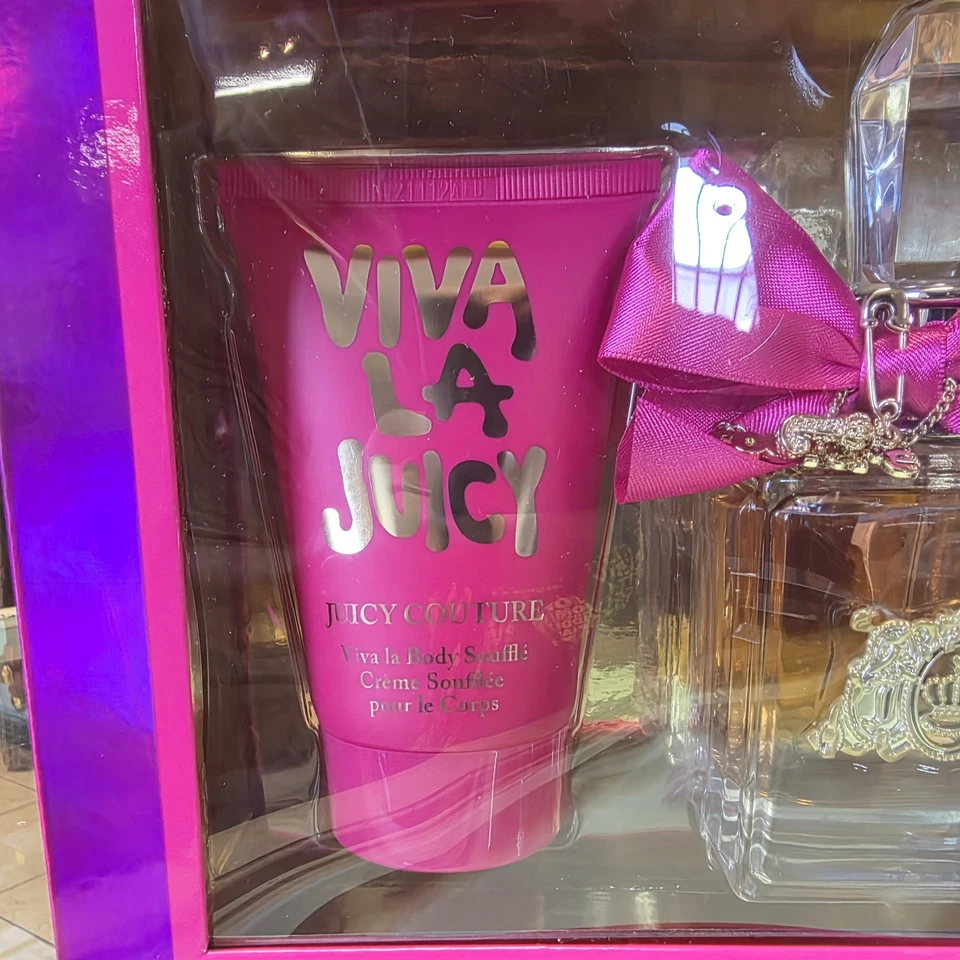 VIVA
LA
JUICY
JUICY COUTURE
Viva la Body Soufflé
Crème Soufflée
pour le Corps